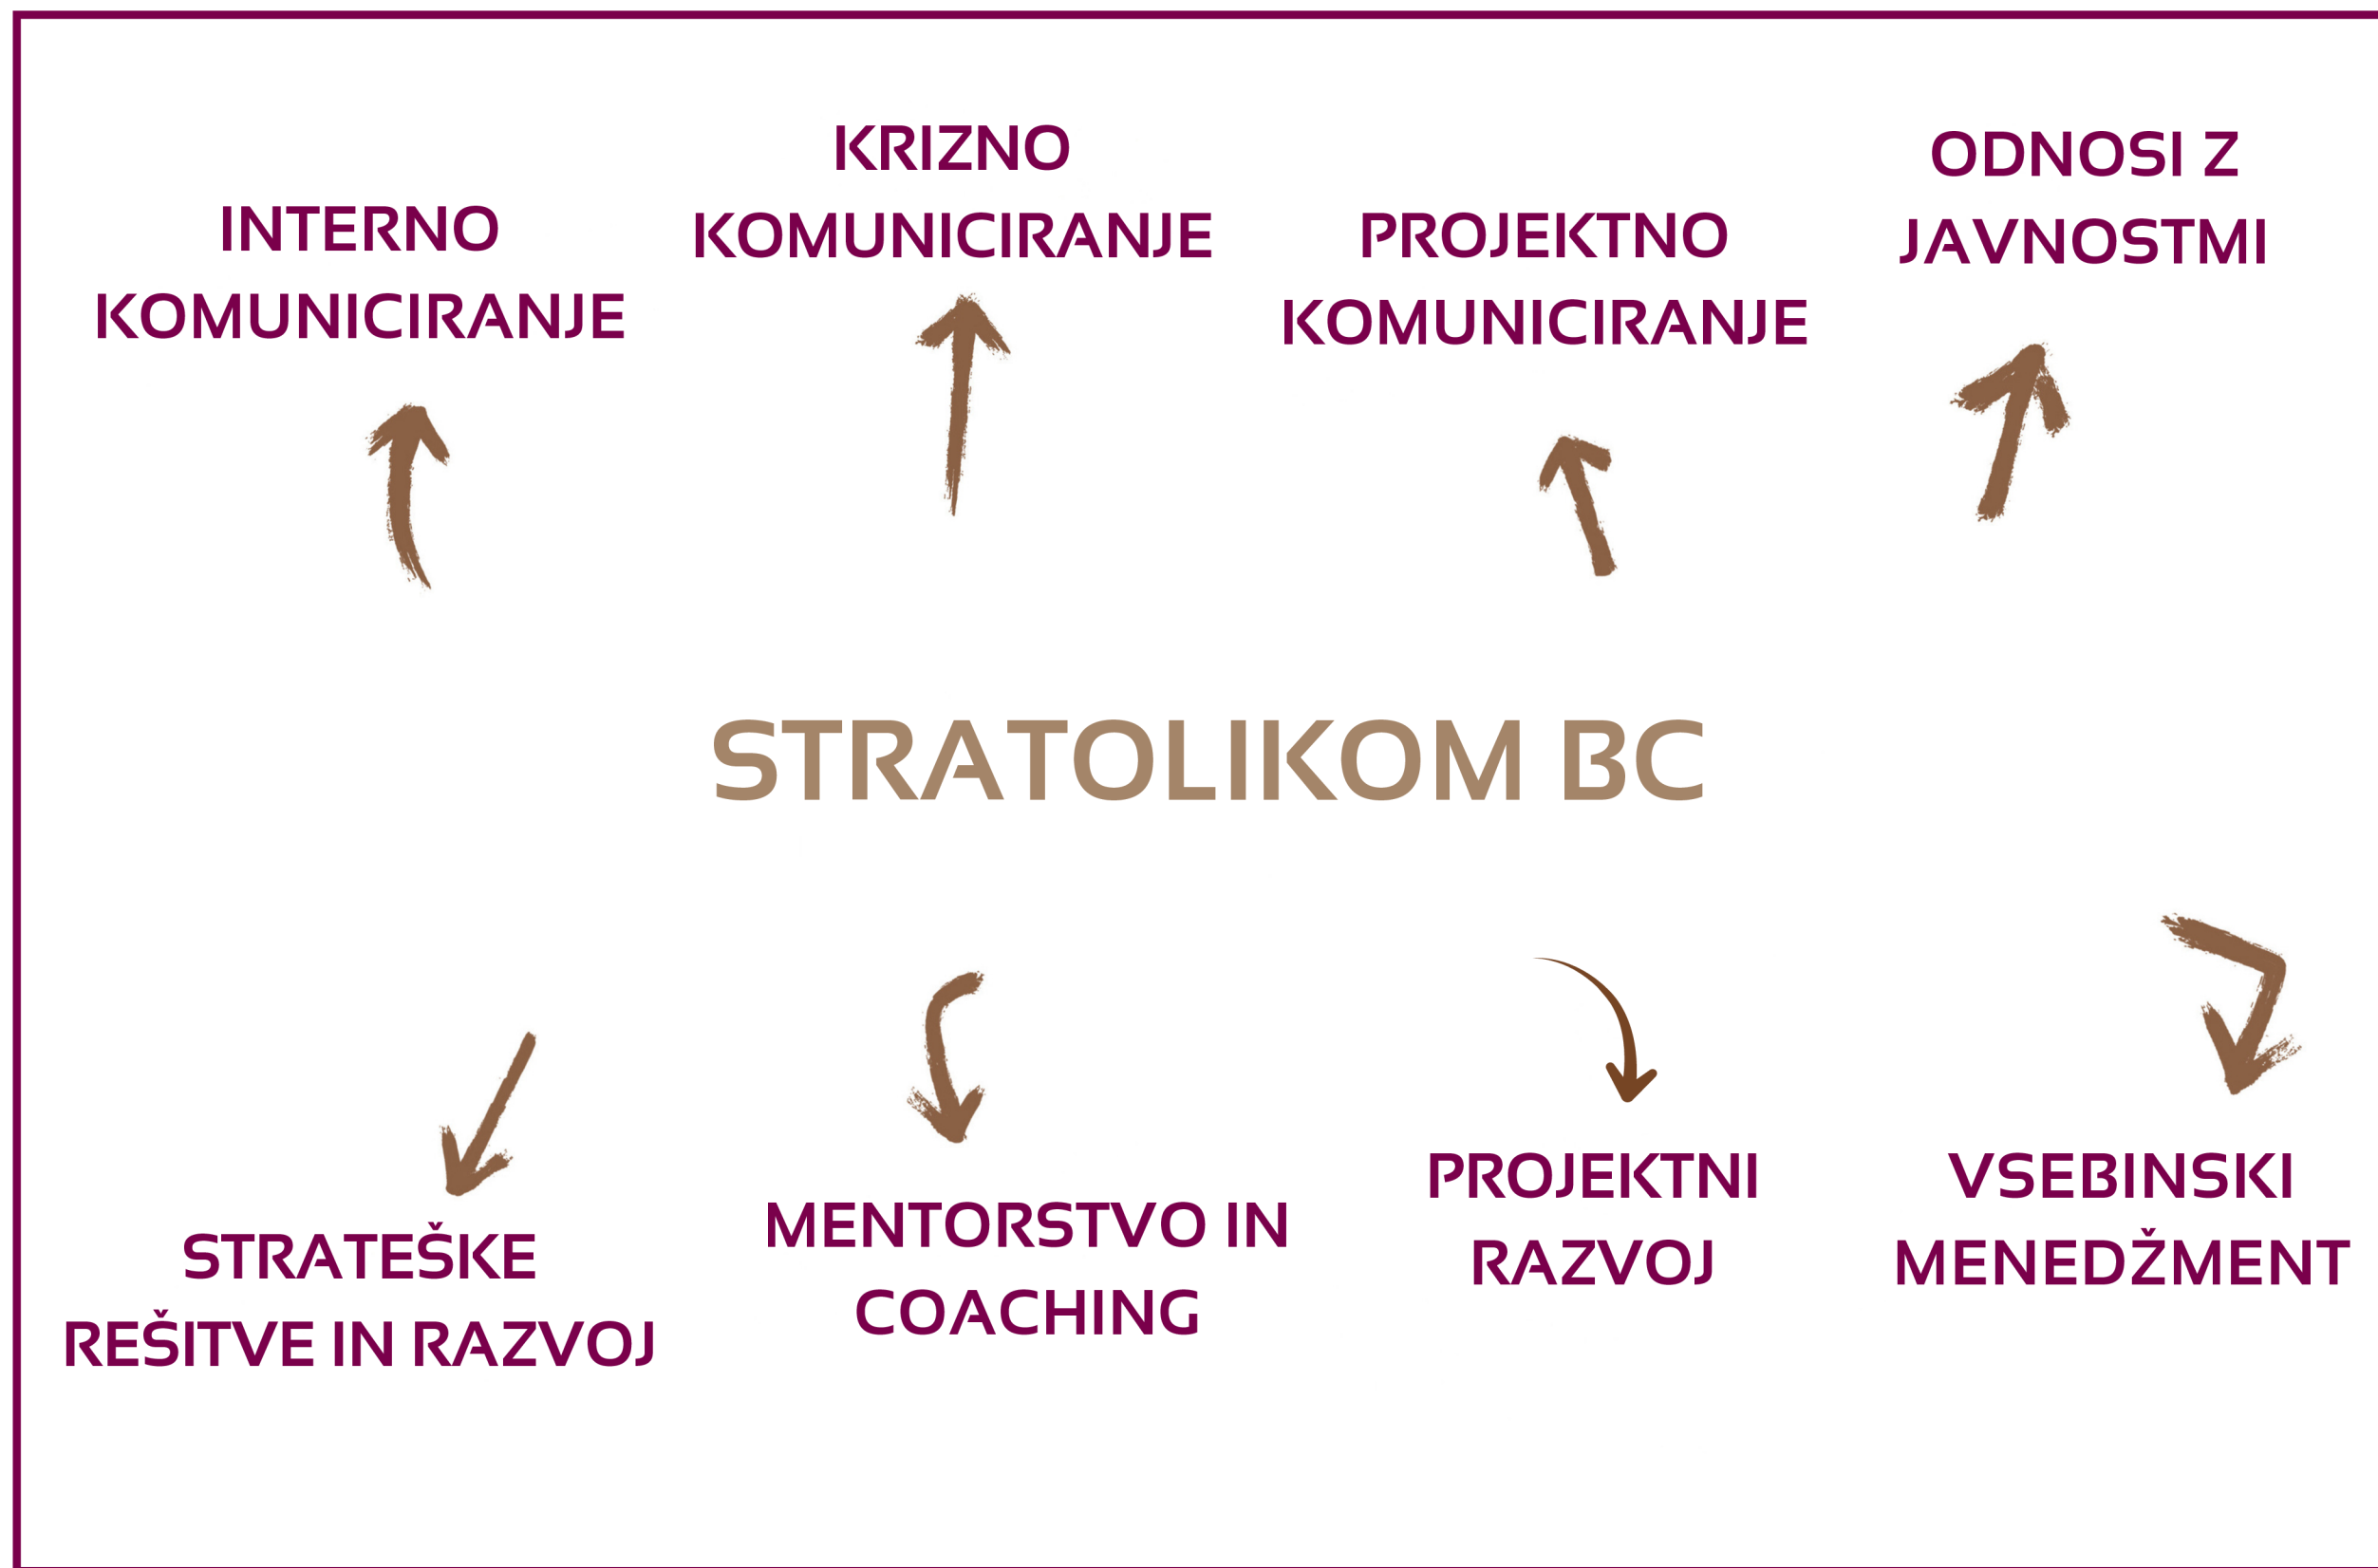 INTERNO
KOMUNICIRANJE
KRIZNO
KOMUNICIRANJE
PROJEKTNO
KOMUNICIRANJE
ODNOSI Z
JAVNOSTMI
STRATOLIKOM BC
STRATEŠKE
REŠITVE IN RAZVOJ
MENTORSTVO IN
COACHING
PROJEKTNI
RAZVOJ
VSEBINSKI
MENEDŽMENT